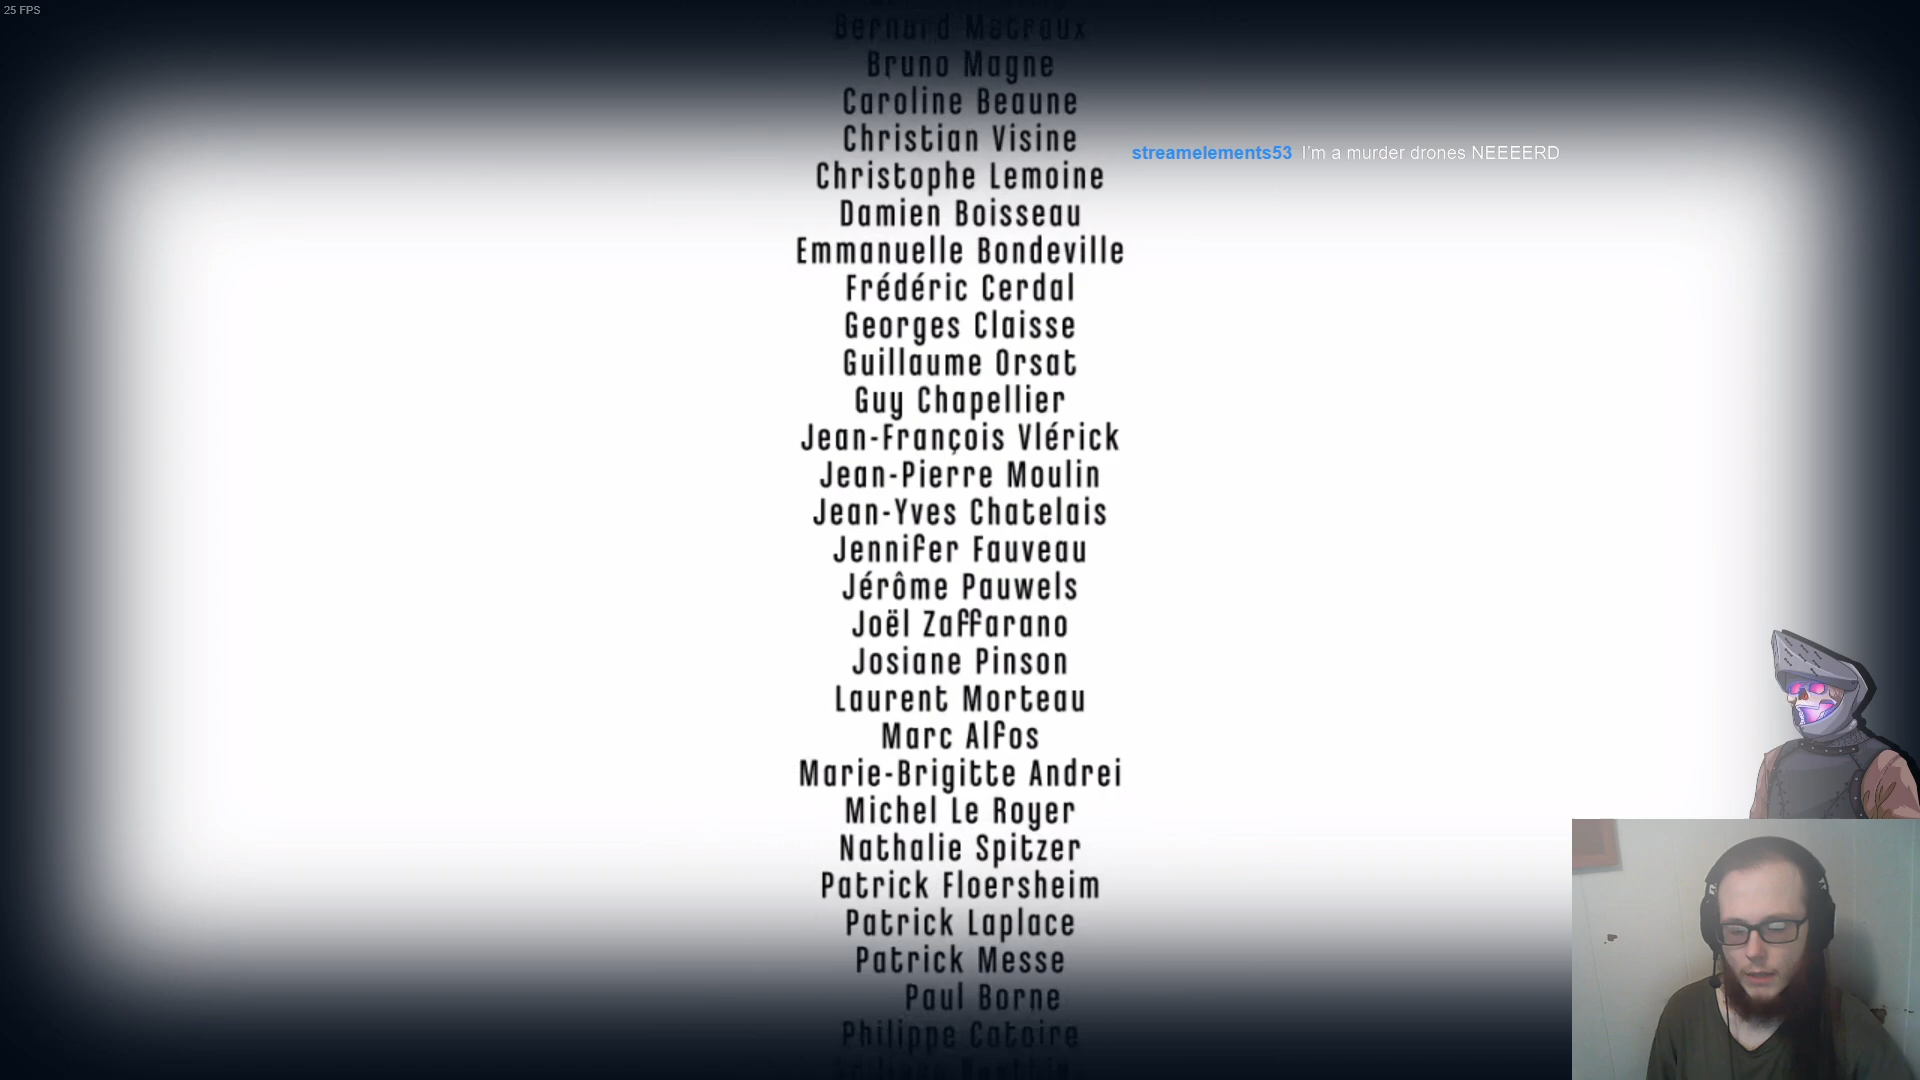 25 FPS
Bernard Métraux
Bruno Magne
Caroline Beaune
Christian Visine
streamelements53 I'm a murder drones NEEEERD
Christophe Lemoine
Damien Boisseau
Emmanuelle Bondeville
Frédéric Cerdal
Georges Claisse
Guillaume Orsat
Guy Chapellier
Jean-François Vlérick
Jean-Pierre Moulin
Jean-Yves Chatelais
Jennifer Fauveau
Jérôme Pauwels
Joël Zaffarano
Josiane Pinson
Laurent Morteau
Marc Alfos
Marie-Brigitte Andrei
Michel Le Royer
Nathalie Spitzer
Patrick Floersheim
Patrick Laplace
Patrick Messe
Paul Borne
Philippe Catoire